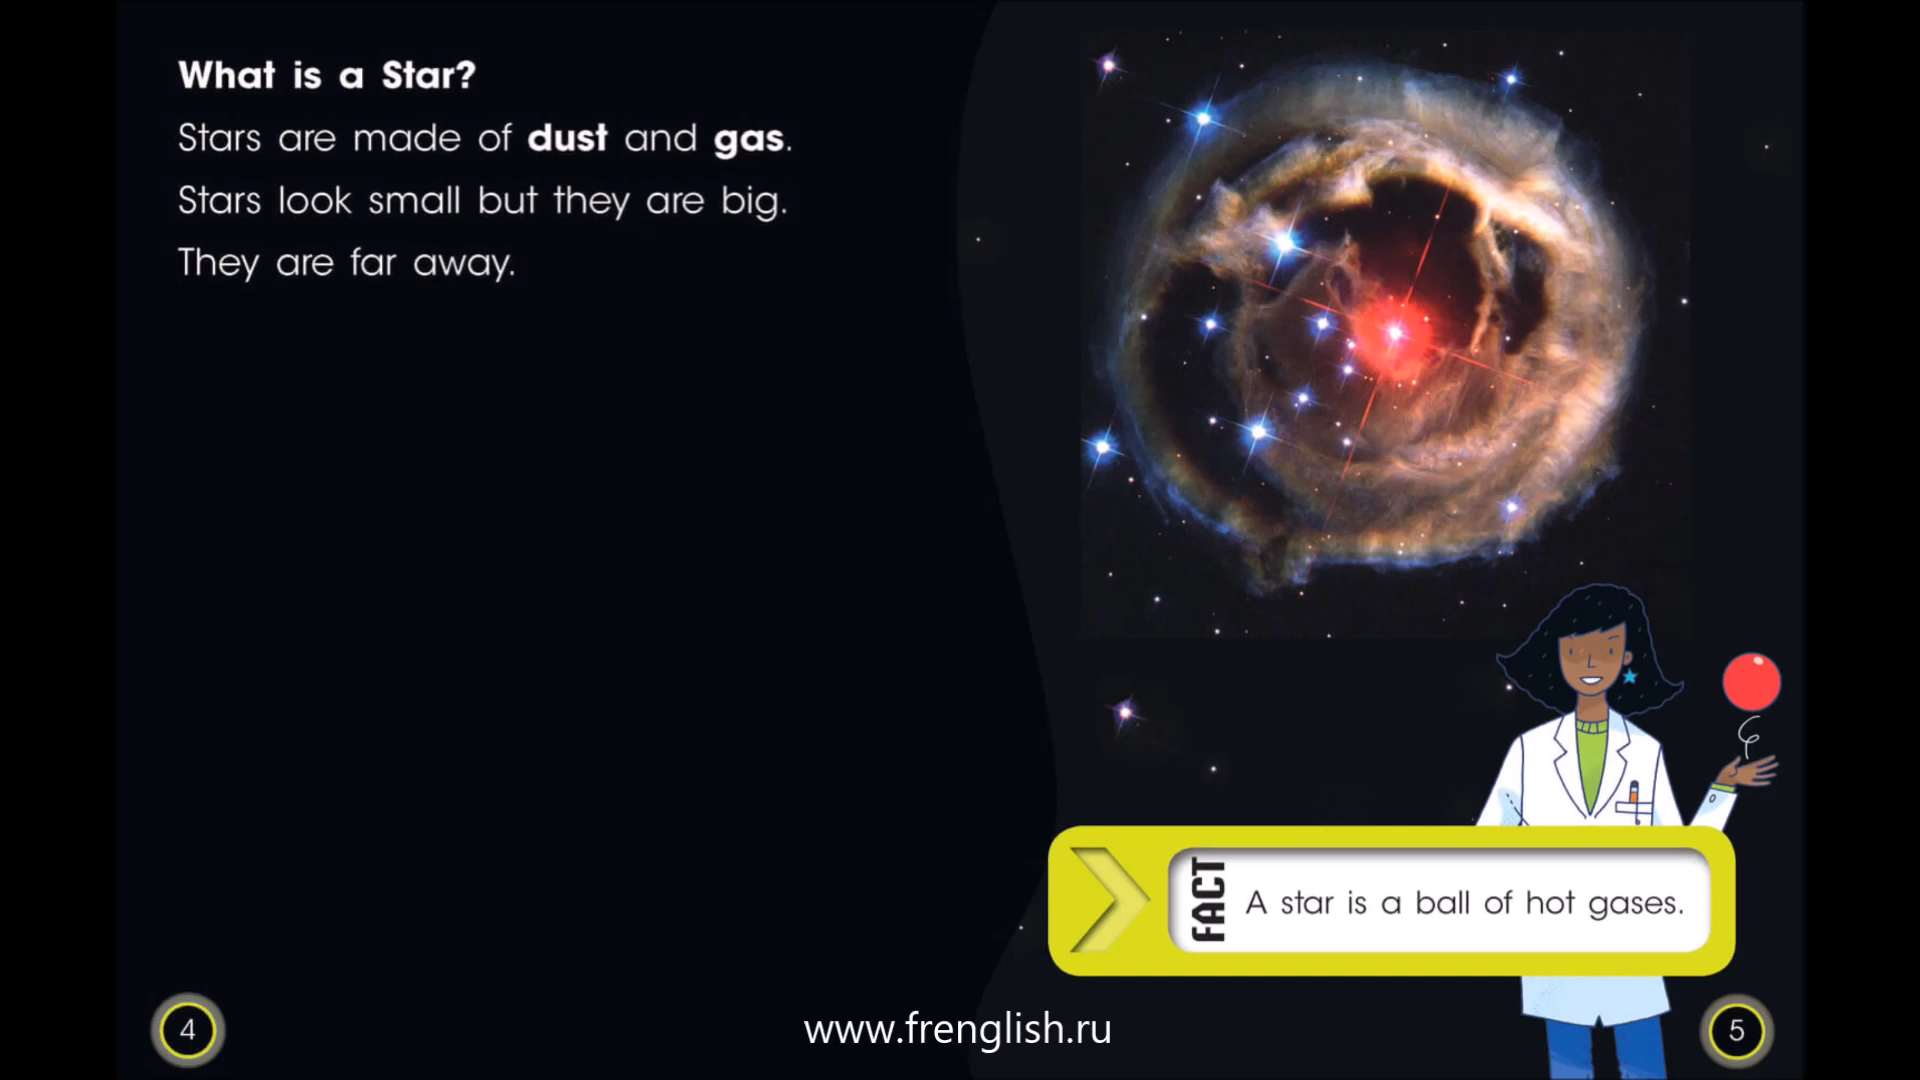 What is a Star?
Stars are made of dust and gas.
Stars look small but they are big.
They are far away.
FACT
A star is a ball of hot gases.
4
www.frenglish.ru
5